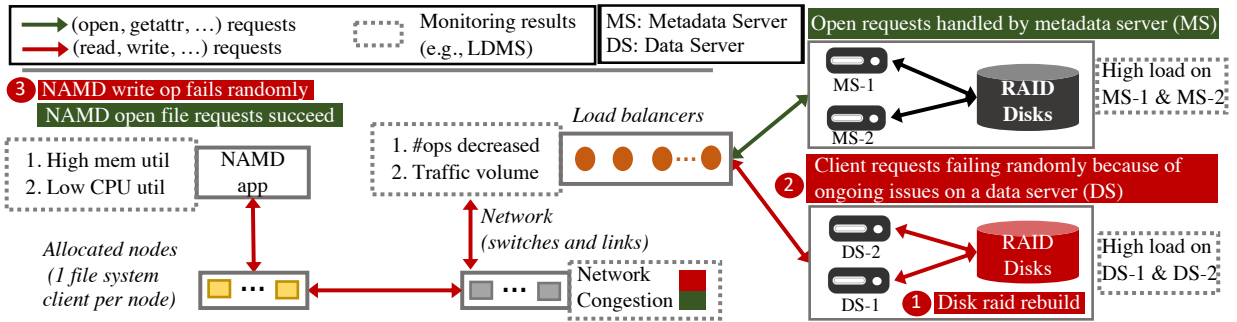 (open, getattr, …) requests
(read, write, …) requests
Monitoring results
(e.g., LDMS)
MS: Metadata Server
DS: Data Server
Open requests handled by metadata server (MS)
MS-1
MS-2
RAID
Disks
High load on
MS-1 & MS-2
3 NAMD write op fails randomly
NAMD open file requests succeed
1. High mem util
2. Low CPU util
NAMD
app
1. #ops decreased
2. Traffic volume
Load balancers
...
2 Client requests failing randomly because of
ongoing issues on a data server (DS)
DS-2
DS-1
RAID
Disks
High load on
DS-1 & DS-2
1 Disk raid rebuild
Allocated nodes
(1 file system
client per node)
...
Network
(switches and links)
...
Network
Congestion